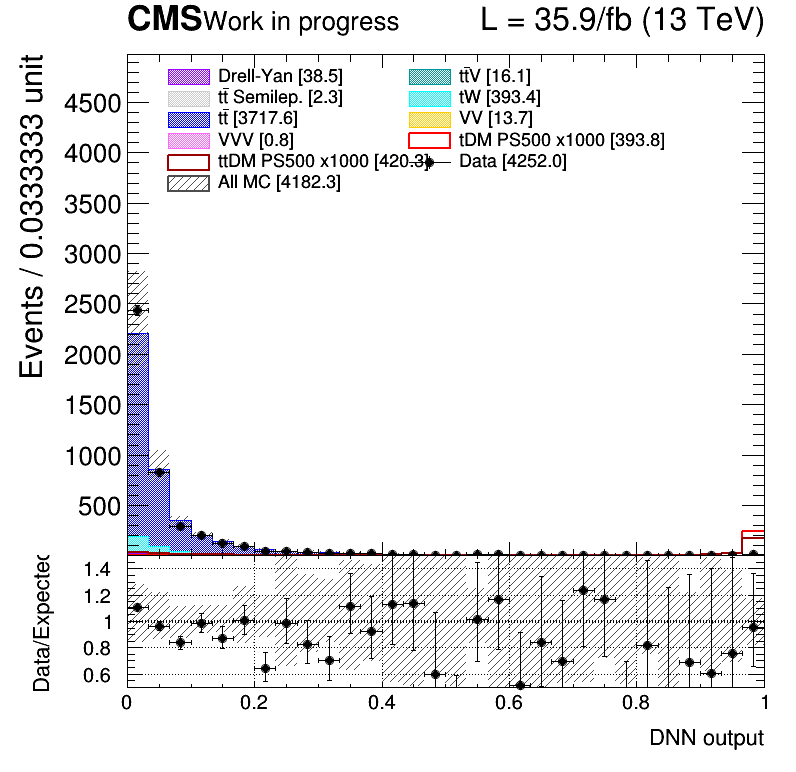 CMS Work in progress L = 35.9/fb (13 TeV)
Events / 0.0333333 unit
4500
4000
3500
3000
2500
2000
1500
1000
500
Drell-Yan [38.5]
tt̄ Semilep. [2.3]
tt̄ [3717.6]
VVV [0.8]
ttDM PS500 x1000 [420.3]
All MC [4182.3]
tt̄V [16.1]
tW [393.4]
VV [13.7]
tDM PS500 x1000 [393.8]
Data [4252.0]
Data/Expected
1.4
1.2
1
0.8
0.6
0 0.2 0.4 0.6 0.8 1
DNN output